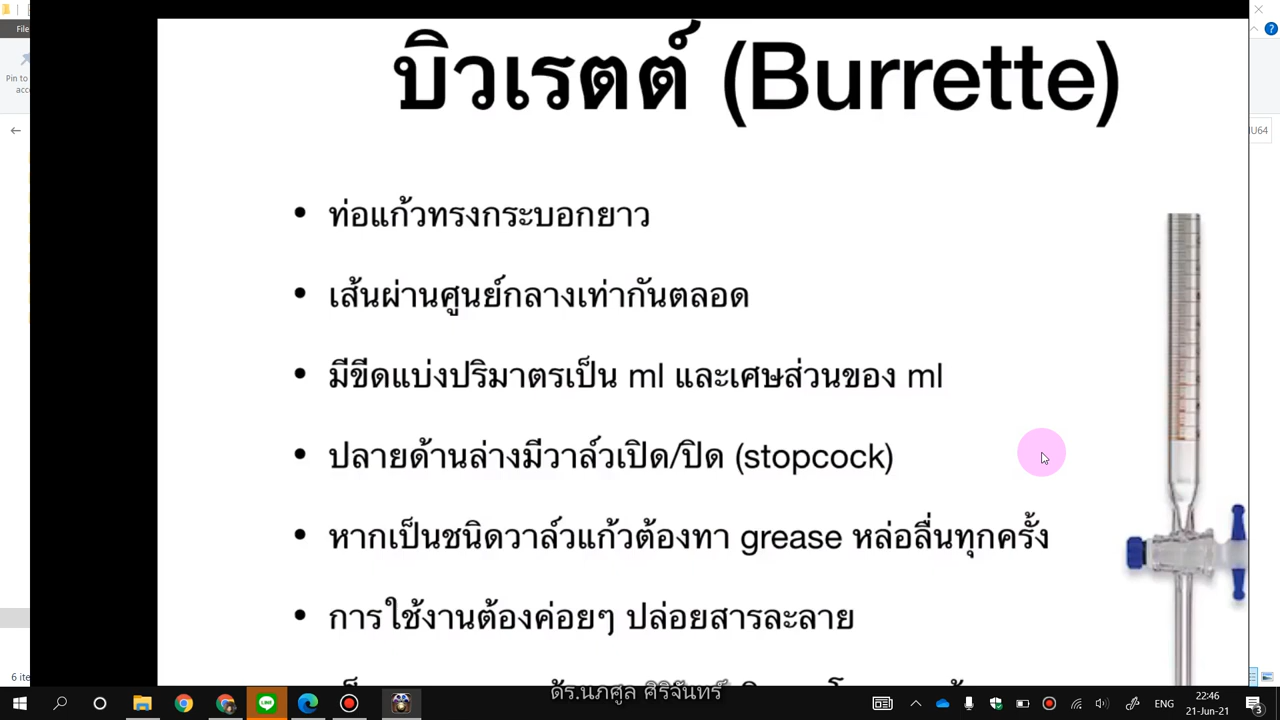 File
บิวเรตต์ (Burrette)
Pin to
acc
U64
• ท่อแก้วทรงกระบอกยาว
• เส้นผ่านศูนย์กลางเท่ากันตลอด
• มีขีดแบ่งปริมาตรเป็น ml และเศษส่วนของ ml
• ปลายด้านล่างมีวาล์วเปิด/ปิด (stopcock)
• หากเป็นชนิดวาล์วแก้วต้องทา grease หล่อลื่นทุกครั้ง
• การใช้งานต้องค่อยๆ ปล่อยสารละลาย
6 ite
ดร.นภศูล ศิริจันทร์
ENG
22:46
21-Jun-21
3